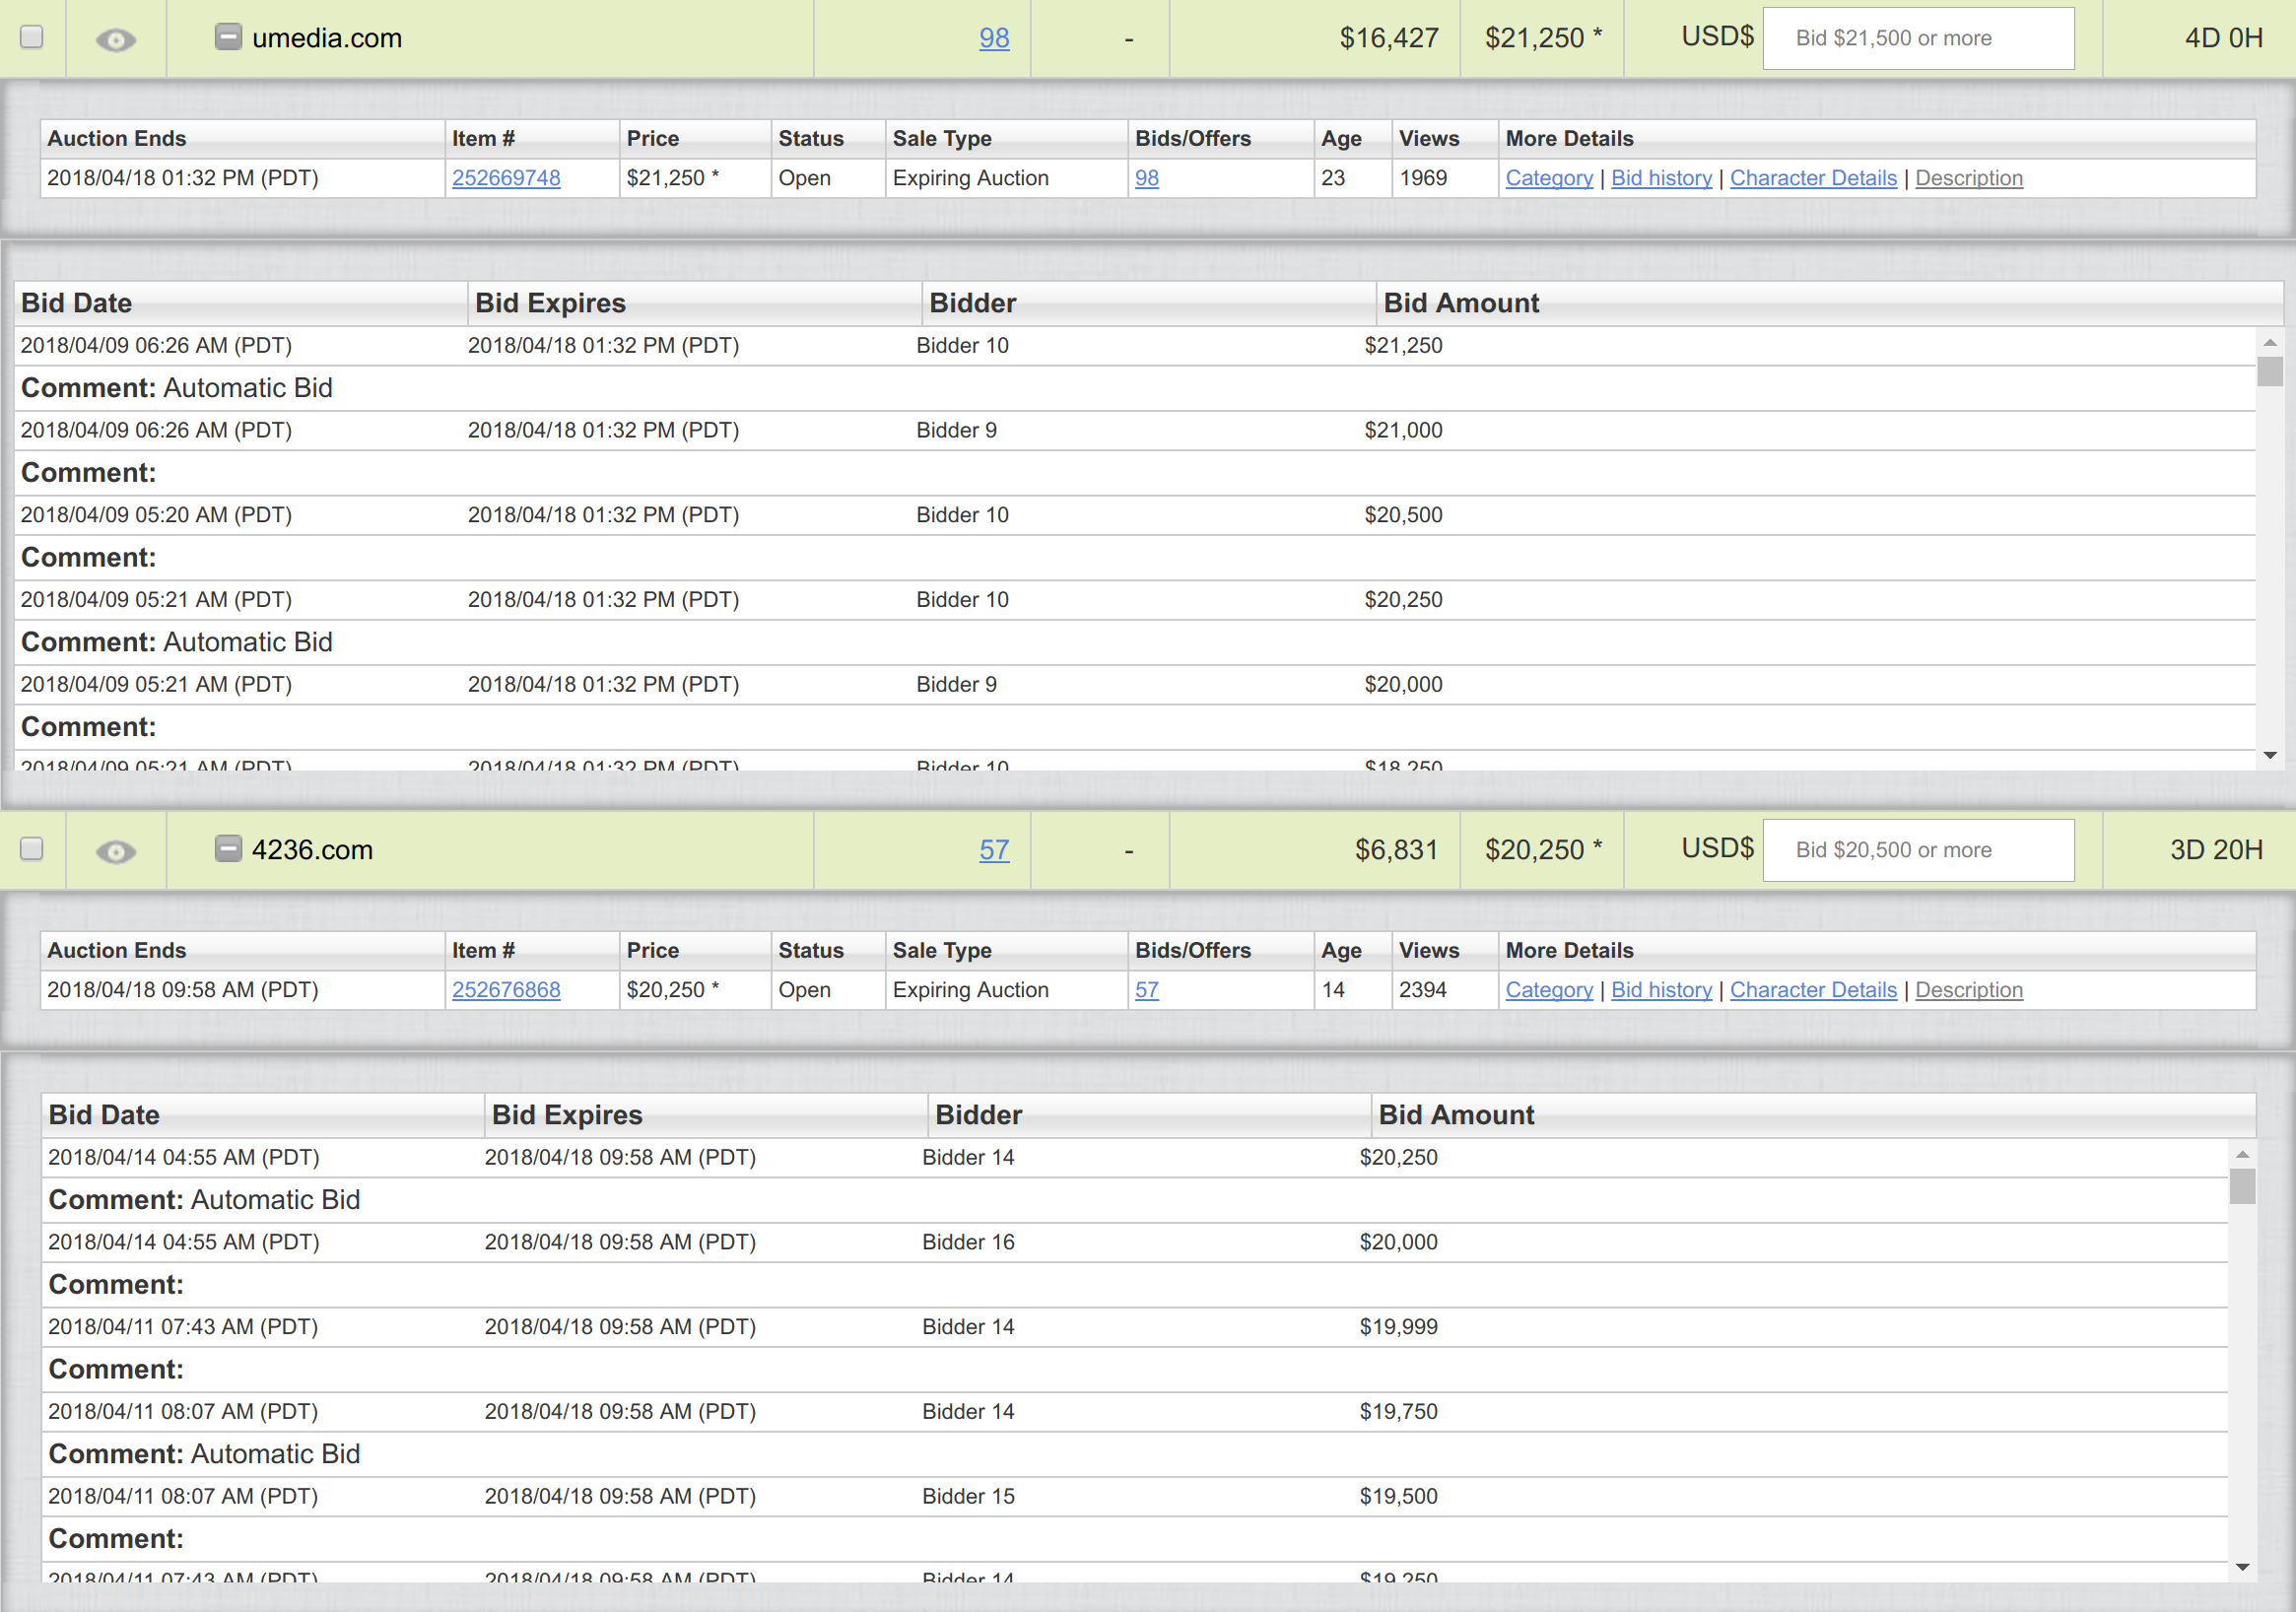 umedia.com 98 - $16,427 $21,250 * USD$ Bid $21,500 or more 4D 0H
Auction Ends Item # Price Status Sale Type Bids/Offers Age Views More Details
2018/04/18 01:32 PM (PDT) 252669748 $21,250 * Open Expiring Auction 98 23 1969 Category | Bid history | Character Details | Description
Bid Date Bid Expires Bidder Bid Amount
2018/04/09 06:26 AM (PDT) 2018/04/18 01:32 PM (PDT) Bidder 10 $21,250
Comment: Automatic Bid
2018/04/09 06:26 AM (PDT) 2018/04/18 01:32 PM (PDT) Bidder 9 $21,000
Comment:
2018/04/09 05:20 AM (PDT) 2018/04/18 01:32 PM (PDT) Bidder 10 $20,500
Comment:
2018/04/09 05:21 AM (PDT) 2018/04/18 01:32 PM (PDT) Bidder 10 $20,250
Comment: Automatic Bid
2018/04/09 05:21 AM (PDT) 2018/04/18 01:32 PM (PDT) Bidder 9 $20,000
Comment:
2018/04/09 05:21 AM (PDT) 2018/04/18 01:32 PM (PDT) Bidder 10 $18,250
4236.com 57 - $6,831 $20,250 * USD$ Bid $20,500 or more 3D 20H
Auction Ends Item # Price Status Sale Type Bids/Offers Age Views More Details
2018/04/18 09:58 AM (PDT) 252676868 $20,250 * Open Expiring Auction 57 14 2394 Category | Bid history | Character Details | Description
Bid Date Bid Expires Bidder Bid Amount
2018/04/14 04:55 AM (PDT) 2018/04/18 09:58 AM (PDT) Bidder 14 $20,250
Comment: Automatic Bid
2018/04/14 04:55 AM (PDT) 2018/04/18 09:58 AM (PDT) Bidder 16 $20,000
Comment:
2018/04/11 07:43 AM (PDT) 2018/04/18 09:58 AM (PDT) Bidder 14 $19,999
Comment:
2018/04/11 08:07 AM (PDT) 2018/04/18 09:58 AM (PDT) Bidder 14 $19,750
Comment: Automatic Bid
2018/04/11 08:07 AM (PDT) 2018/04/18 09:58 AM (PDT) Bidder 15 $19,500
Comment:
2018/04/11 07:43 AM (PDT) 2018/04/18 09:58 AM (PDT) Bidder 14 $19,250